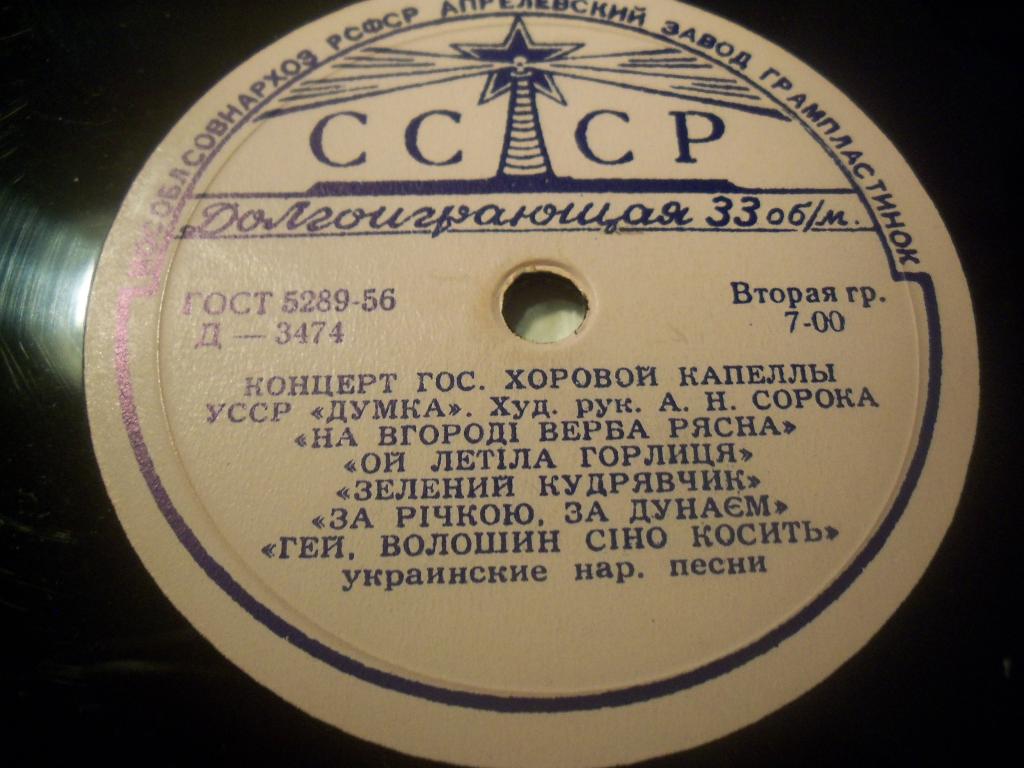 МОСОБЛСОВНАРХОЗ РСФСР АПРЕЛЕВСКИЙ ЗАВОД ГРАМПЛАСТИНОК
СССР
Долгоиграющая 33 об/м.
ГОСТ 5289-56
Д — 3474
Вторая гр.
7-00
КОНЦЕРТ ГОС. ХОРОВОЙ КАПЕЛЛЫ
УССР «ДУМКА». Худ. рук. А. Н. СОРОКА
«НА ВГОРОДІ ВЕРБА РЯСНА»
«ОЙ ЛЕТІЛА ГОРЛИЦЯ»
«ЗЕЛЕНИЙ КУДРЯВЧИК»
«ЗА РІЧКОЮ, ЗА ДУНАЄМ»
«ГЕЙ, ВОЛОШИН СІНО КОСИТЬ»
украинские нар. песни